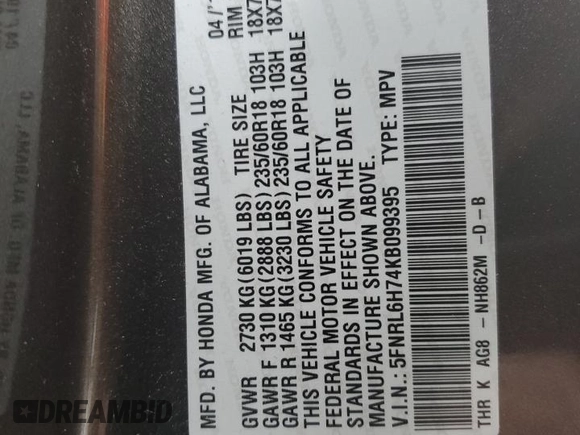 MFD. BY HONDA MFG. OF ALABAMA, LLC 04/
GVWR 2730 KG(6019 LBS) TIRE SIZE RIM
GAWR F 1310 KG(2888 LBS)235/60R18 103H 18X7
GAWR R 1465 KG(3230 LBS)235/60R18 103H 18X7
THIS VEHICLE CONFORMS TO ALL APPLICABLE
FEDERAL MOTOR VEHICLE SAFETY
STANDARDS IN EFFECT ON THE DATE OF
MANUFACTURE SHOWN ABOVE.
V.I.N.: 5FNRL6H74KB099395 TYPE: MPV
THR K AG8 - NH862M -D -B
DREAMBID